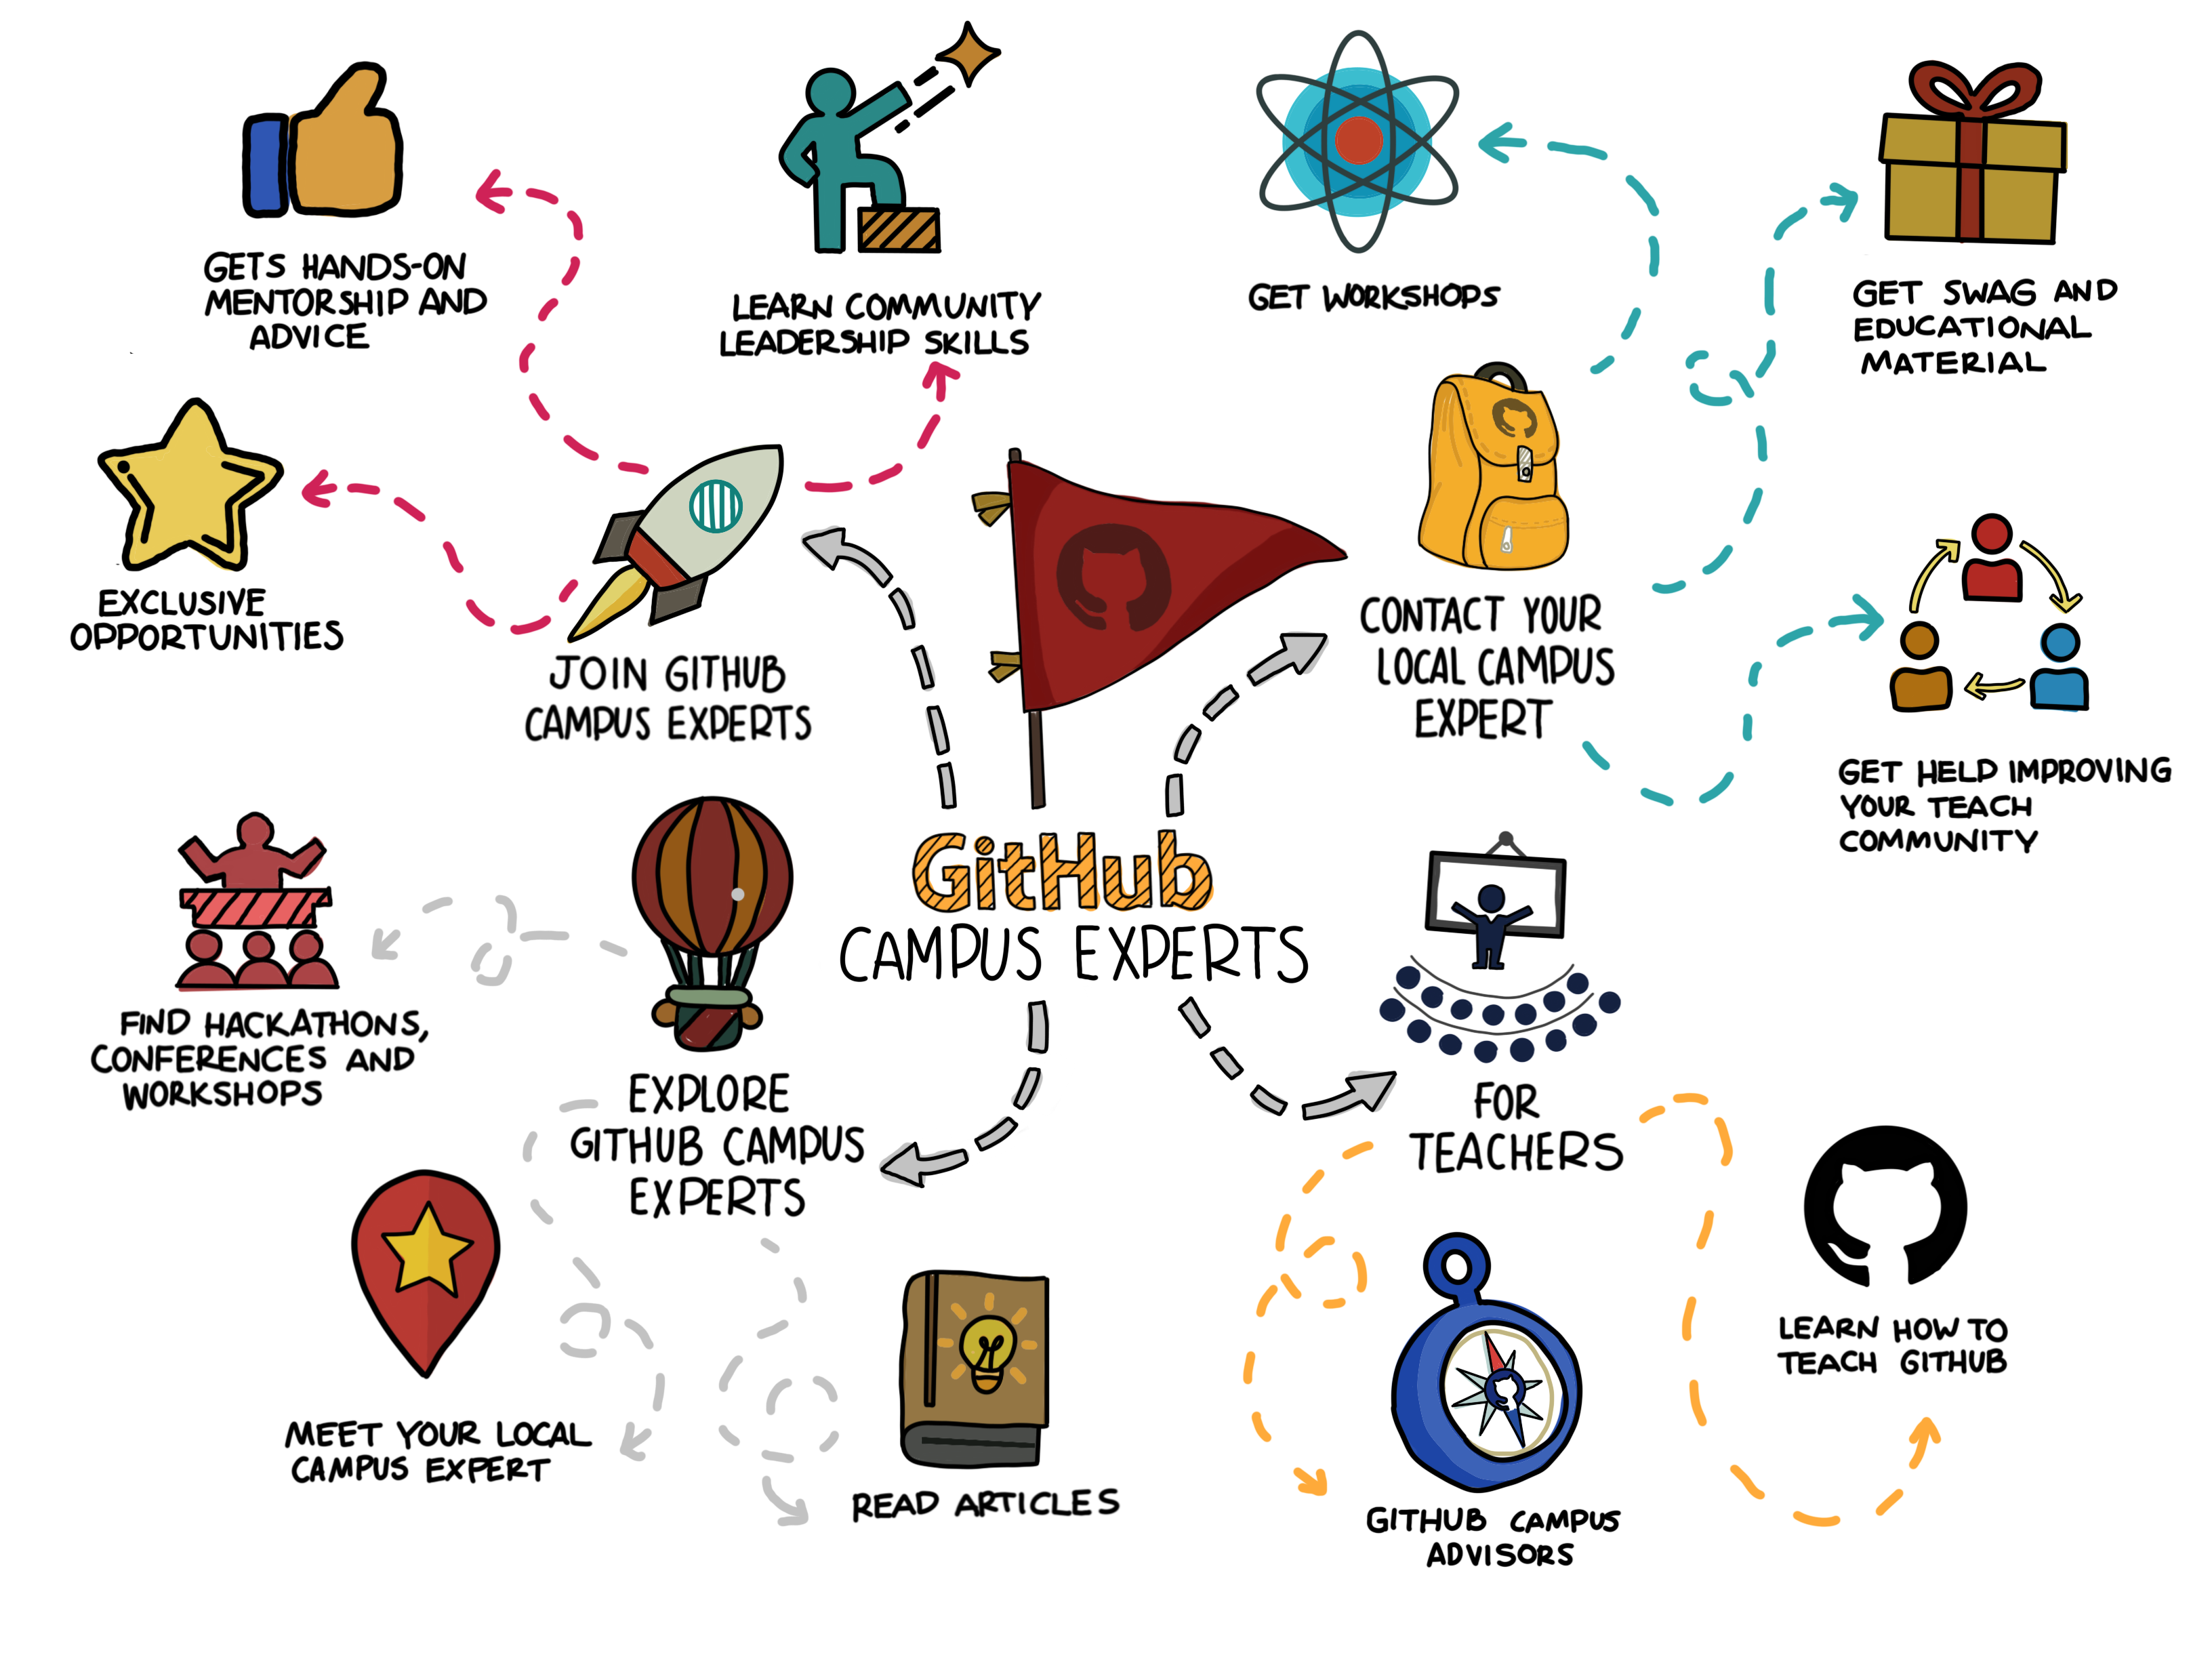 GETS HANDS-ON
MENTORSHIP AND
ADVICE
LEARN COMMUNITY
LEADERSHIP SKILLS
GET WORKSHOPS
GET SWAG AND
EDUCATIONAL
MATERIAL
EXCLUSIVE
OPPORTUNITIES
JOIN GITHUB
CAMPUS EXPERTS
CONTACT YOUR
LOCAL CAMPUS
EXPERT
GET HELP IMPROVING
YOUR TEACH
COMMUNITY
GitHub
CAMPUS EXPERTS
FIND HACKATHONS,
CONFERENCES AND
WORKSHOPS
EXPLORE
GITHUB CAMPUS
EXPERTS
FOR
TEACHERS
MEET YOUR LOCAL
CAMPUS EXPERT
READ ARTICLES
GITHUB CAMPUS
ADVISORS
LEARN HOW TO
TEACH GITHUB